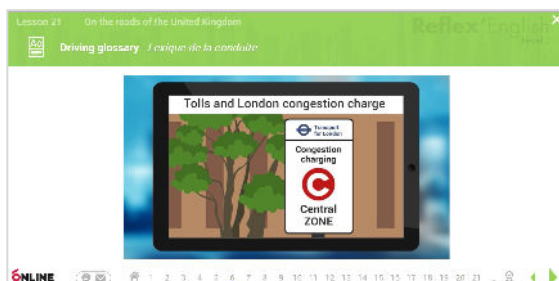 Lesson 21 On the roads of the United Kingdom
Reflex'English
Driving glossary Lexique de la conduite
Tolls and London congestion charge
Transport
for London
Congestion
charging
C
Central
ZONE
ONLINE
1 2 3 4 5 6 7 8 9 10 11 12 13 14 15 16 17 18 19 20 21